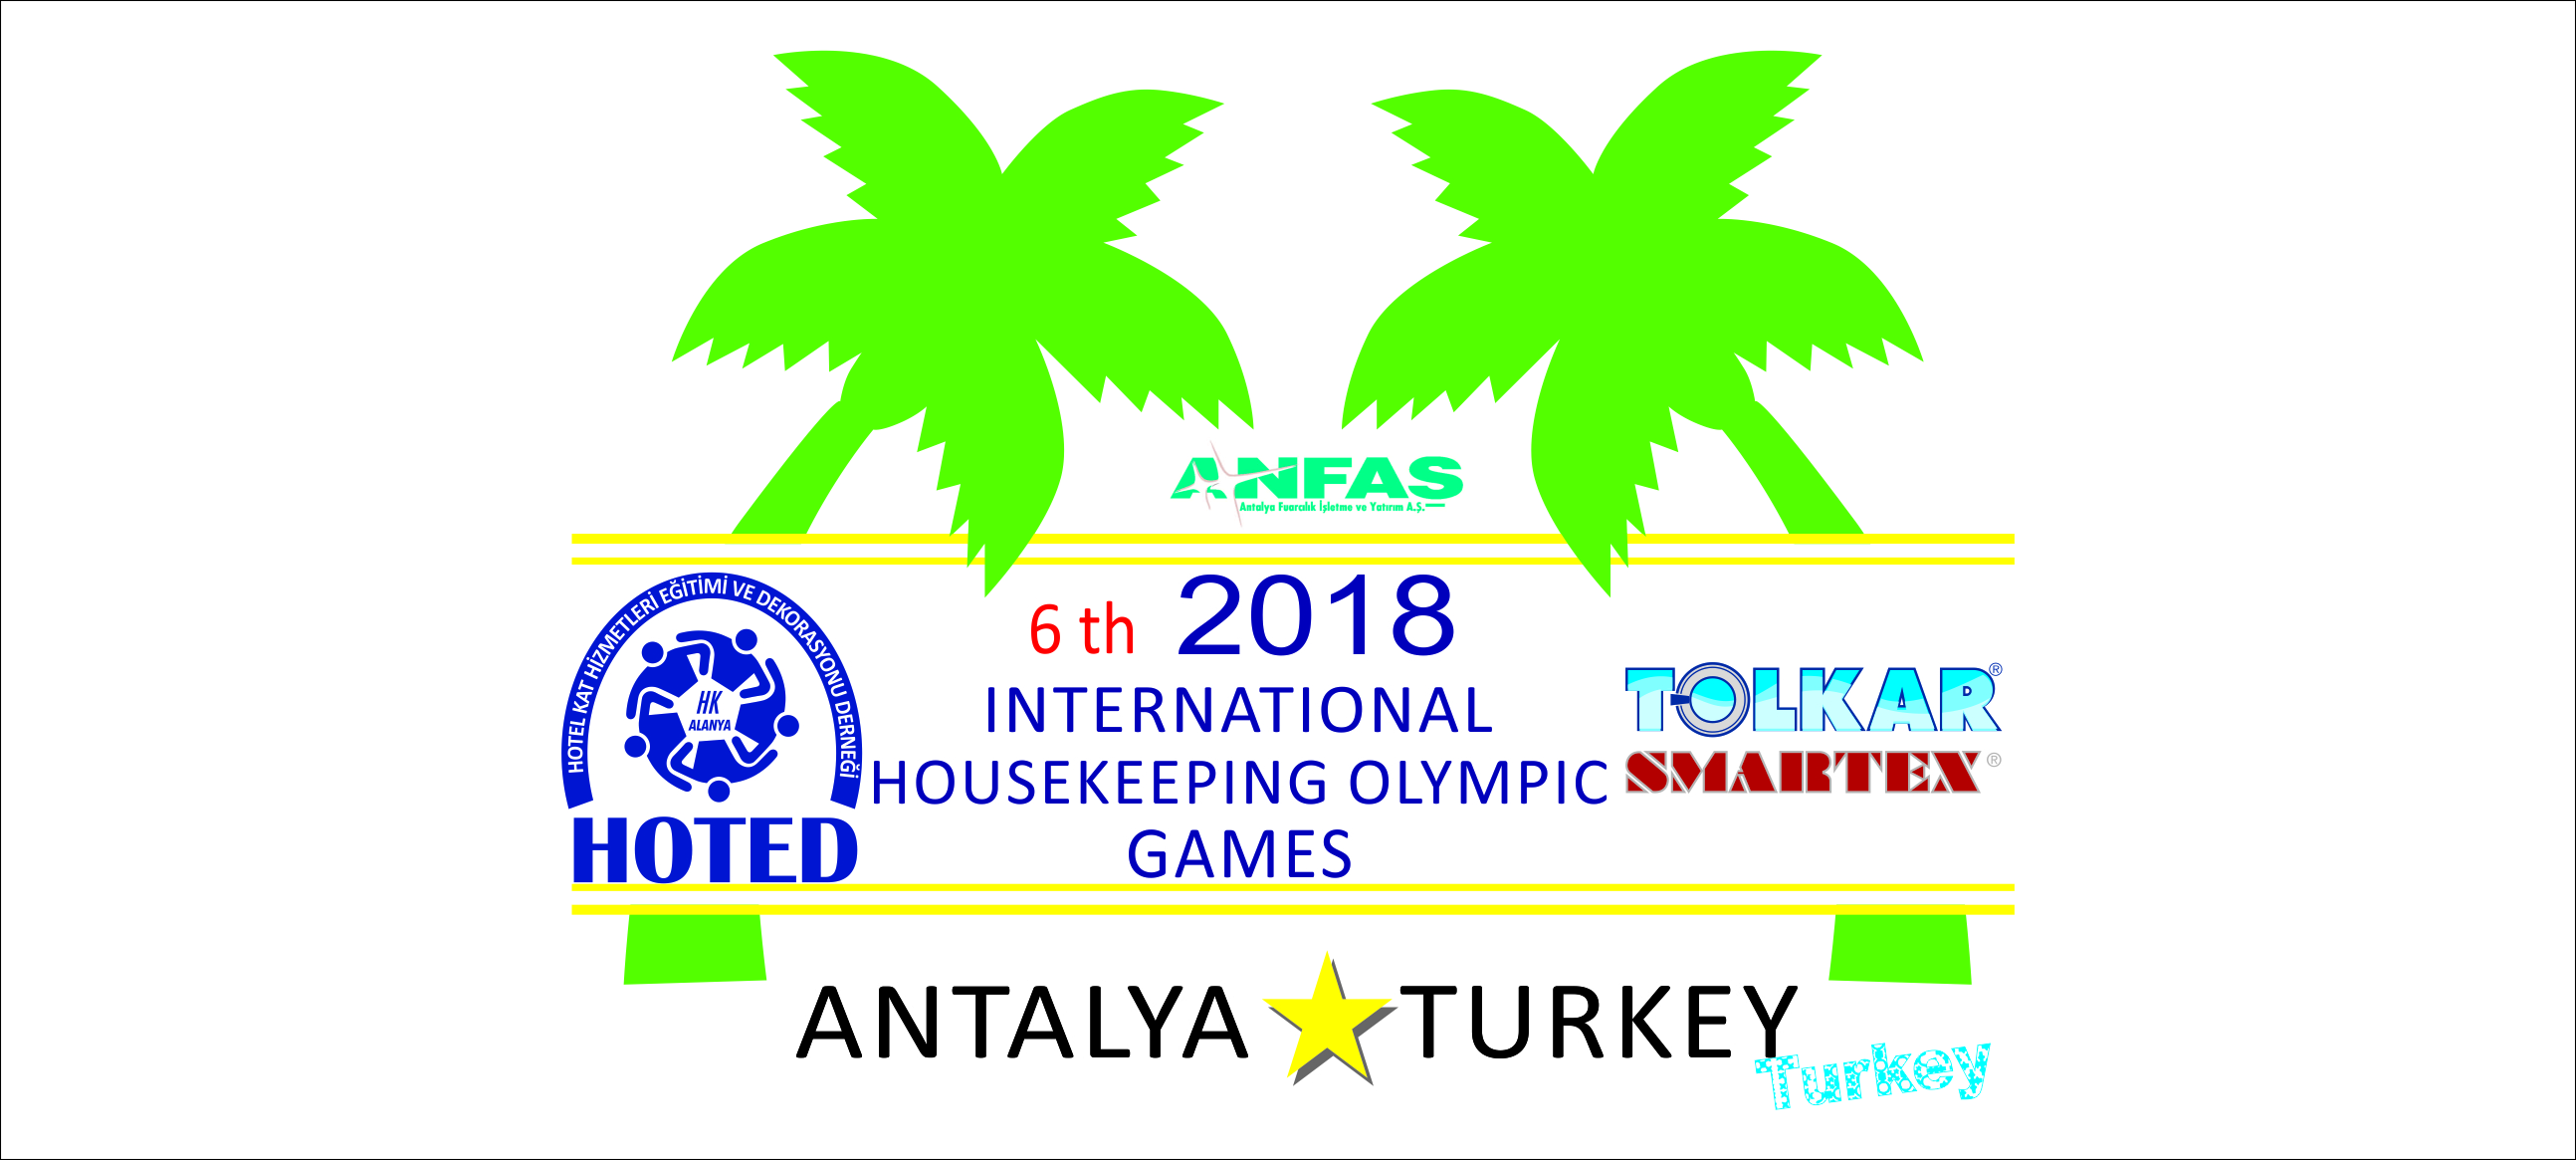 ANFAS
Antalya Fuarcılık İşletme ve Yatırım A.Ş.
6 th 2018
INTERNATIONAL
HOUSEKEEPING OLYMPIC
GAMES
HOTEL KAT HİZMETLERİ EĞİTİMİ VE DEKORASYONU DERNEĞİ
HK
ALANYA
HOTED
TOLKAR®
SMARTEX®
ANTALYA TURKEY
Turkey